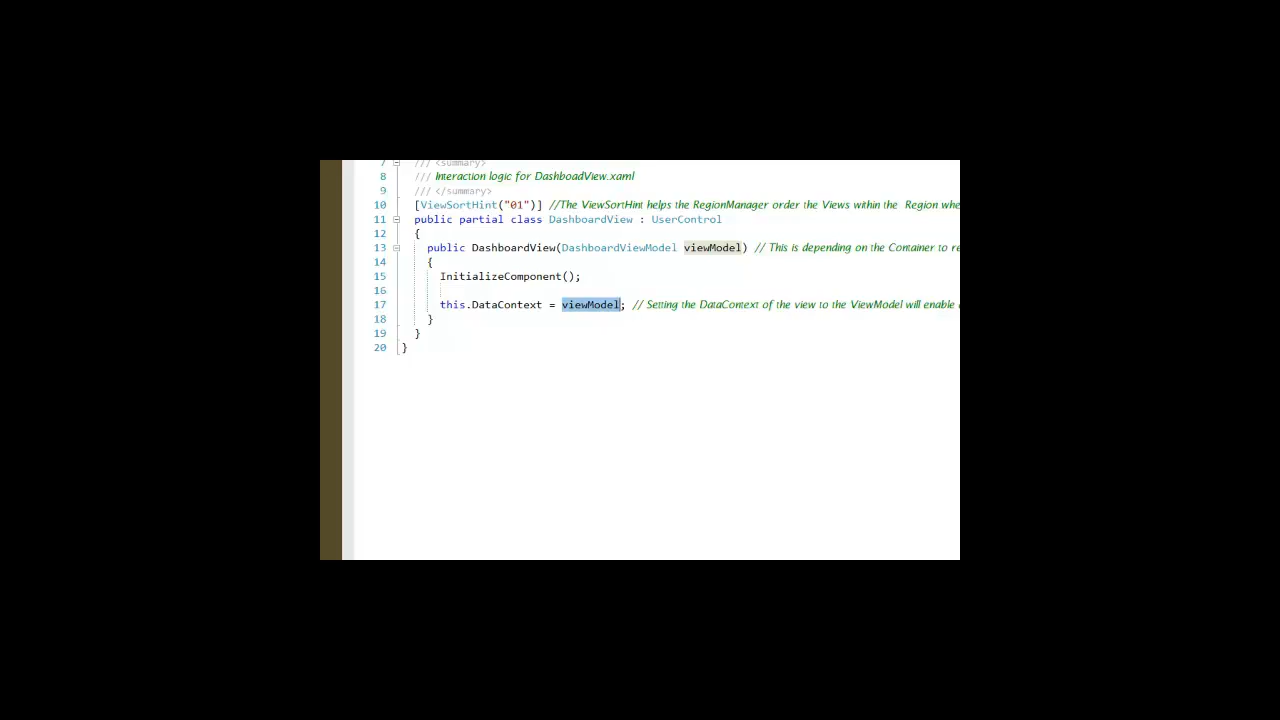 7 /// <summary>
8 /// Interaction logic for DashboadView.xaml
9 /// </summary>
10 [ViewSortHint("01")] //The ViewSortHint helps the RegionManager order the Views within the Region
11 public partial class DashboardView : UserControl
12 {
13 public DashboardView(DashboardViewModel viewModel) // This is depending on the Container to
14 {
15 InitializeComponent();
16
17 this.DataContext = viewModel; // Setting the DataContext of the view to the ViewModel will enable
18 }
19 }
20 }